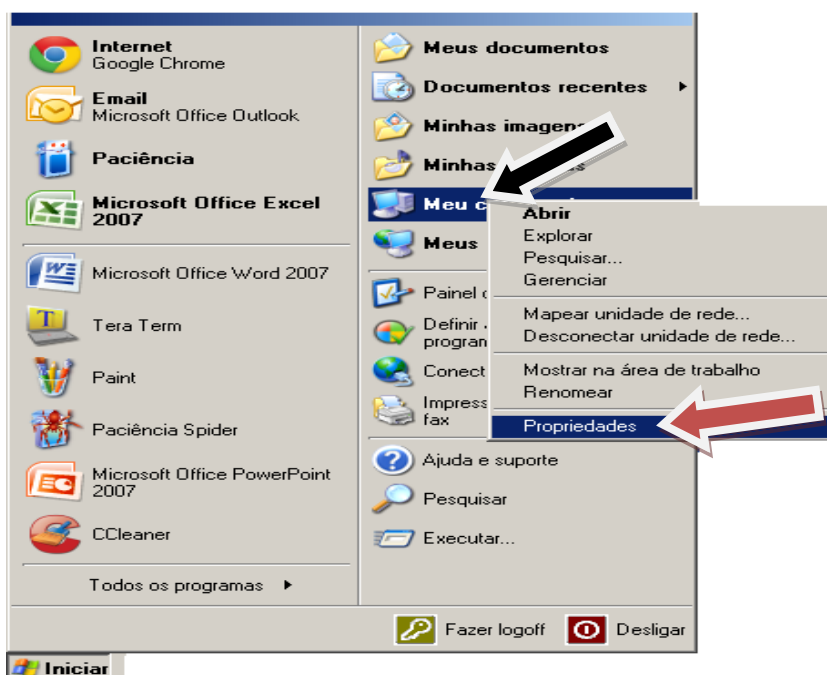 Internet
Google Chrome
Email
Microsoft Office Outlook
Paciência
Microsoft Office Excel
2007
Microsoft Office Word 2007
Tera Term
Paint
Paciência Spider
Microsoft Office PowerPoint
2007
CCleaner
Todos os programas
Meus documentos
Documentos recentes
Minhas imagens
Minhas
Meu
Meus
Painel
Definir
Ajuda e suporte
Pesquisar
Executar...
Abrir
Explorar
Pesquisar...
Gerenciar
Mapear unidade de rede...
Desconectar unidade de rede...
Mostrar na área de trabalho
Renomear
Propriedades
fax
Fazer logoff
Desligar
Iniciar